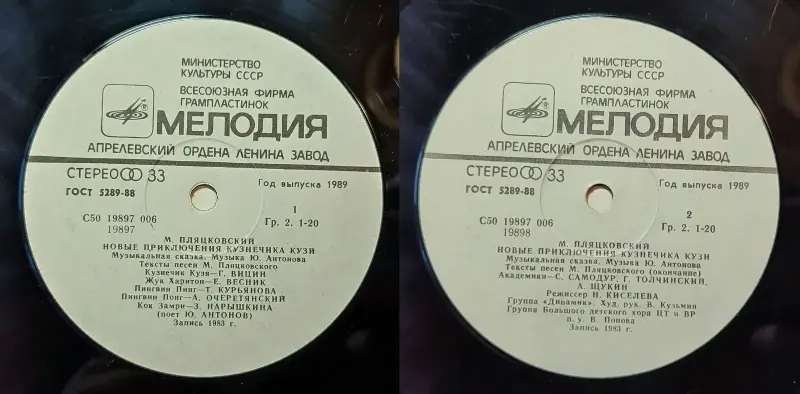 МИНИСТЕРСТВО
КУЛЬТУРЫ СССР
ВСЕСОЮЗНАЯ ФИРМА
ГРАМПЛАСТИНОК
МЕЛОДИЯ
АПРЕЛЕВСКИЙ ОРДЕНА ЛЕНИНА ЗАВОД
СТЕРЕО 33
ГОСТ 5289-88
Год выпуска 1989
С50 19897 006
19897
1
Гр. 2. 1-20
М. ПЛЯЦКОВСКИЙ
НОВЫЕ ПРИКЛЮЧЕНИЯ КУЗНЕЧИКА КУЗИ
Музыкальная сказка. Музыка Ю. Антонова
Тексты песен М. Пляцковского
Кузнечик Кузя—Г. ВИЦИН
Жук Харитон—Е. ВЕСНИК
Пингвин Пинг—Т. КУРЬЯНОВА
Пингвин Понг—А. ОЧЕРЕТЯНСКИЙ
Кок Замри—З. НАРЫШКИНА
(поет Ю. АНТОНОВ)
Запись 1983 г.
МИНИСТЕРСТВО
КУЛЬТУРЫ СССР
ВСЕСОЮЗНАЯ ФИРМА
ГРАМПЛАСТИНОК
МЕЛОДИЯ
АПРЕЛЕВСКИЙ ОРДЕНА ЛЕНИНА ЗАВОД
СТЕРЕО 33
ГОСТ 5289-88
Год выпуска 1989
С50 19897 006
19898
2
Гр. 2. 1-20
М. ПЛЯЦКОВСКИЙ
НОВЫЕ ПРИКЛЮЧЕНИЯ КУЗНЕЧИКА КУЗИ
Музыкальная сказка. Музыка Ю. Антонова
Тексты песен М. Пляцковского (окончание)
Академики—С. САМОДУР, Г. ТОЛЧИНСКИЙ,
А. ЩУКИН
Режиссер Н. КИСЕЛЕВА
Группа «Динамик». Худ. рук. В. Кузьмин
Группа Большого детского хора ЦТ и ВР
п. у В. Попова
Запись 1983 г.